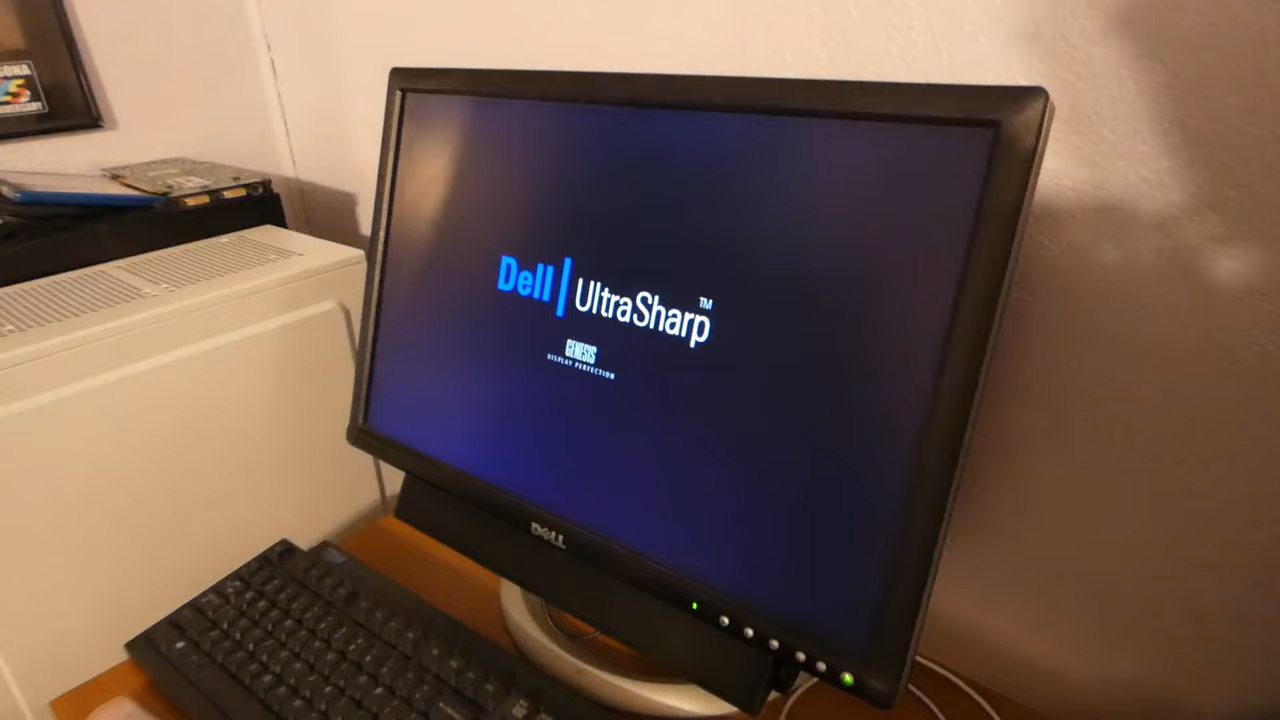 Dell | UltraSharp™
GENESIS
DISPLAY PERFECTION
DELL